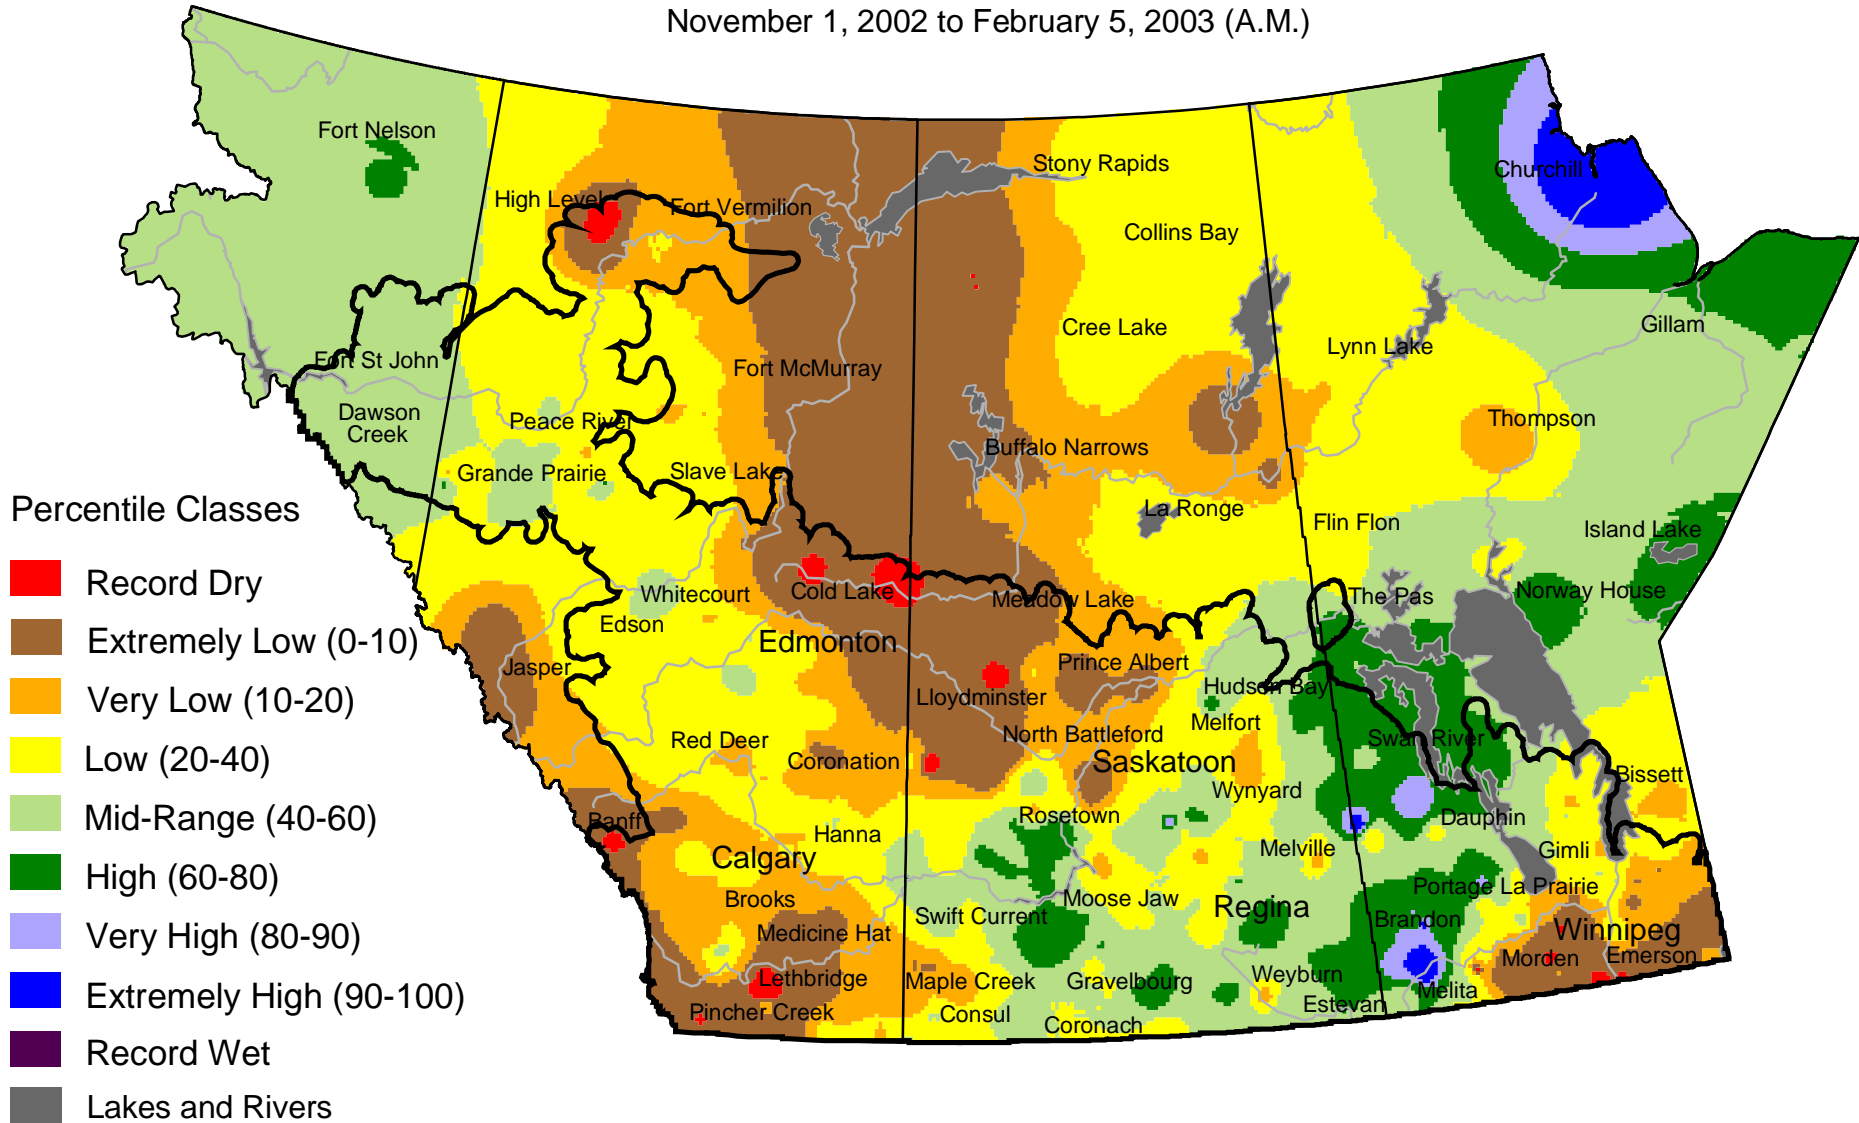 November 1, 2002 to February 5, 2003 (A.M.)
Fort Nelson
Stony Rapids
Churchill
High Level
Fort Vermilion
Collins Bay
Gillam
Cree Lake
Lynn Lake
Fort St John
Fort McMurray
Dawson
Creek
Peace River
Thompson
Buffalo Narrows
Grande Prairie
Slave Lake
La Ronge
Flin Flon
Island Lake
Whitecourt
Cold Lake
Meadow Lake
The Pas
Norway House
Edson
Edmonton
Jasper
Prince Albert
Lloydminster
Hudson Bay
Melfort
Red Deer
North Battleford
Swan River
Coronation
Saskatoon
Bissett
Wynyard
Banff
Hanna
Rosetown
Dauphin
Calgary
Melville
Gimli
Brooks
Moose Jaw
Portage La Prairie
Swift Current
Regina
Brandon
Medicine Hat
Winnipeg
Morden
Emerson
Lethbridge
Maple Creek
Gravelbourg
Weyburn
Melita
Pincher Creek
Consul
Coronach
Estevan
Percentile Classes
Record Dry
Extremely Low (0-10)
Very Low (10-20)
Low (20-40)
Mid-Range (40-60)
High (60-80)
Very High (80-90)
Extremely High (90-100)
Record Wet
Lakes and Rivers